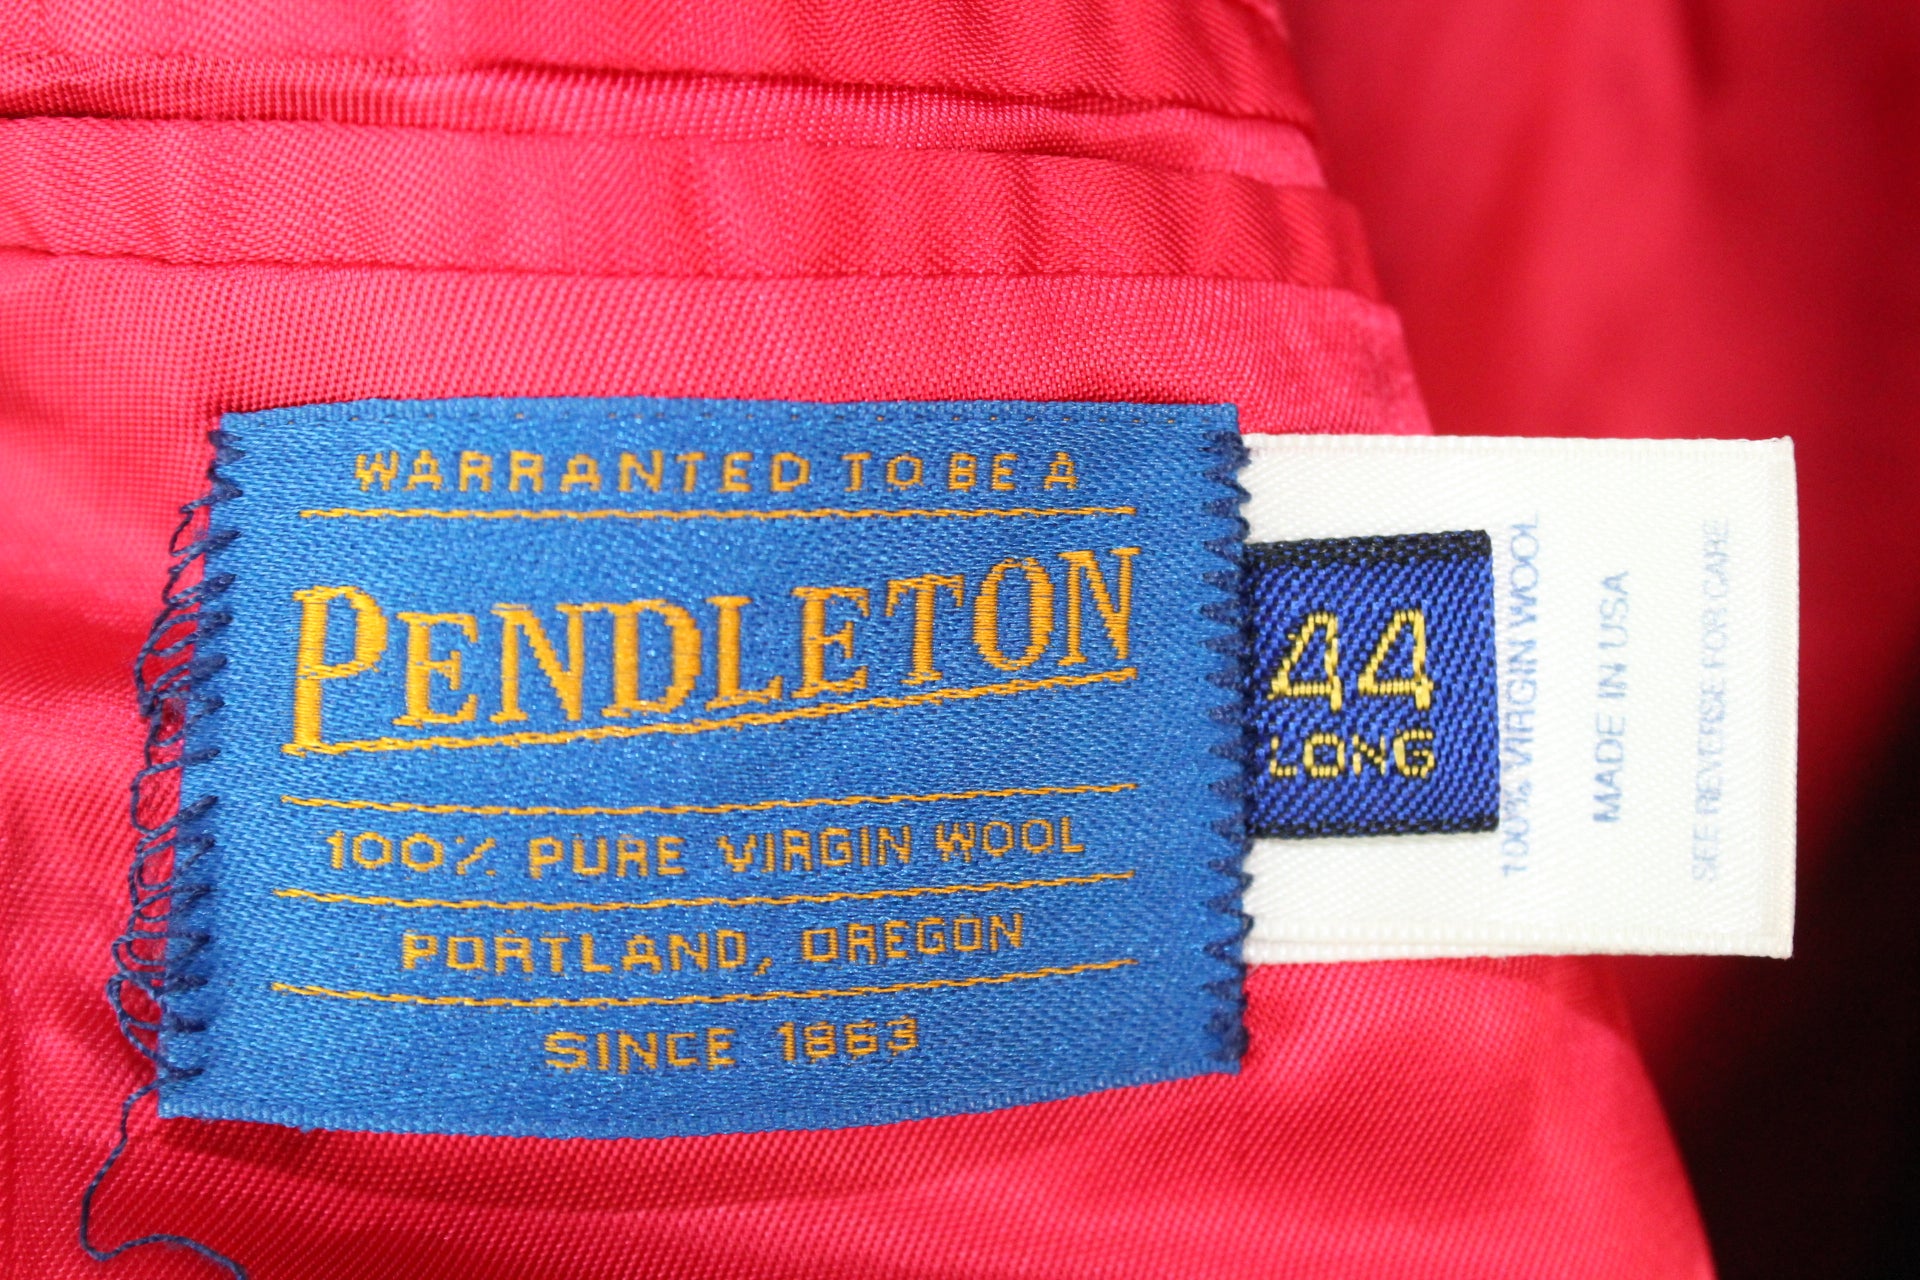 WARRANTED TO BE A
PENDLETON
100% PURE VIRGIN WOOL
PORTLAND, OREGON
SINCE 1863
44
LONG
100% VIRGIN WOOL
MADE IN USA
SEE REVERSE FOR CARE